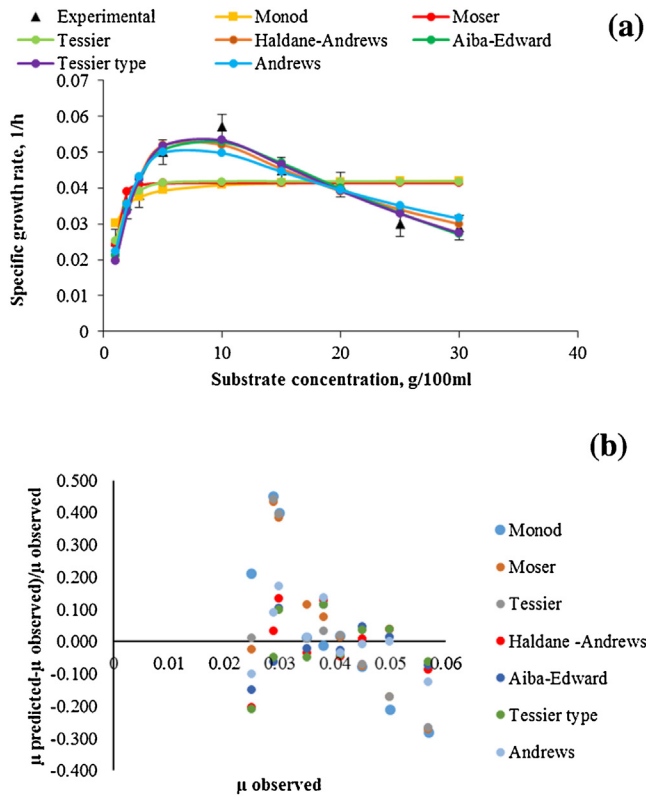 Experimental Monod Moser (a)
Tessier Haldane-Andrews Aiba-Edward
Tessier type Andrews
0.07
0.06
0.05
0.04
0.03
0.02
0.01
0
0 10 20 30 40
Specific growth rate, 1/h
Substrate concentration, g/100ml
(b)
0.500
0.400
0.300
0.200
0.100
0.000
-0.100
-0.200
-0.300
-0.400
0 0.01 0.02 0.03 0.04 0.05 0.06
μ predicted-μ observed)/μ observed)
μ observed
Monod
Moser
Tessier
Haldane -Andrews
Aiba-Edward
Tessier type
Andrews